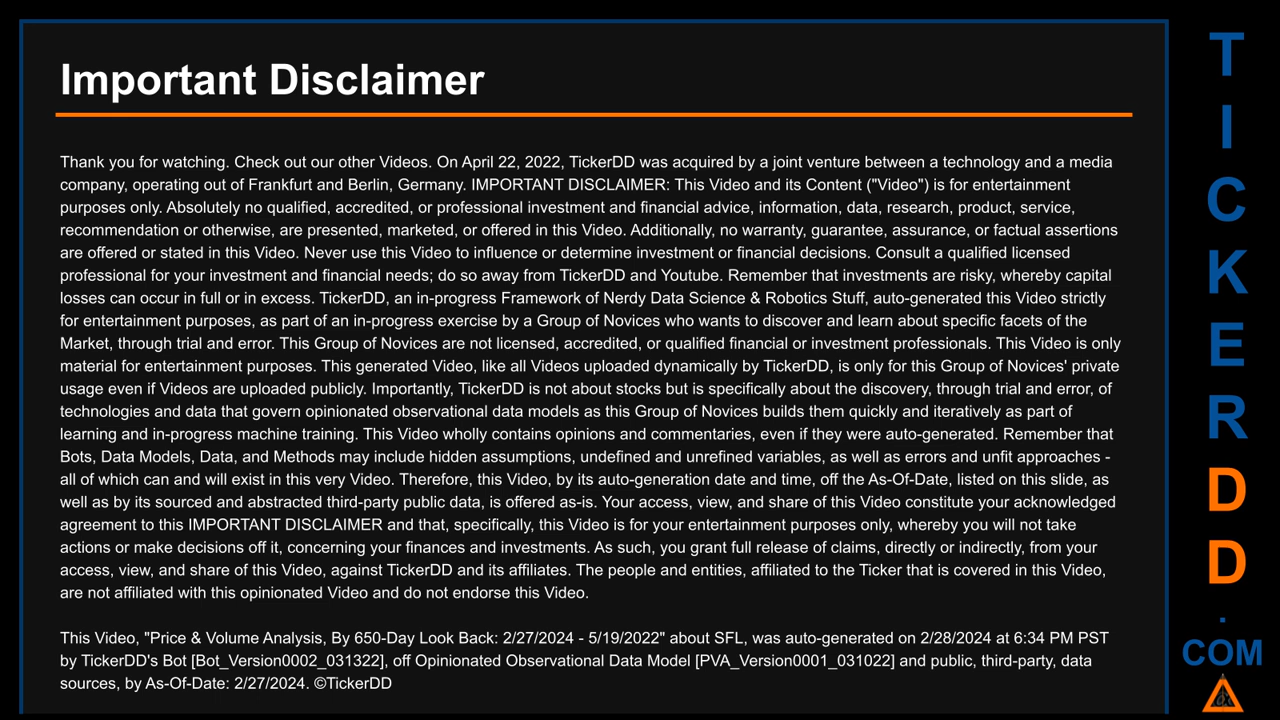 Important Disclaimer
Thank you for watching. Check out our other Videos. On April 22, 2022, TickerDD was acquired by a joint venture between a technology and a media
company, operating out of Frankfurt and Berlin, Germany. IMPORTANT DISCLAIMER: This Video and its Content ("Video") is for entertainment
purposes only. Absolutely no qualified, accredited, or professional investment and financial advice, information, data, research, product, service,
recommendation or otherwise, are presented, marketed, or offered in this Video. Additionally, no warranty, guarantee, assurance, or factual assertions
are offered or stated in this Video. Never use this Video to influence or determine investment or financial decisions. Consult a qualified licensed
professional for your investment and financial needs; do so away from TickerDD and Youtube. Remember that investments are risky, whereby capital
losses can occur in full or in excess. TickerDD, an in-progress Framework of Nerdy Data Science & Robotics Stuff, auto-generated this Video strictly
for entertainment purposes, as part of an in-progress exercise by a Group of Novices who wants to discover and learn about specific facets of the
Market, through trial and error. This Group of Novices are not licensed, accredited, or qualified financial or investment professionals. This Video is only
material for entertainment purposes. This generated Video, like all Videos uploaded dynamically by TickerDD, is only for this Group of Novices' private
usage even if Videos are uploaded publicly. Importantly, TickerDD is not about stocks but is specifically about the discovery, through trial and error, of
technologies and data that govern opinionated observational data models as this Group of Novices builds them quickly and iteratively as part of
learning and in-progress machine training. This Video wholly contains opinions and commentaries, even if they were auto-generated. Remember that
Bots, Data Models, Data, and Methods may include hidden assumptions, undefined and unrefined variables, as well as errors and unfit approaches -
all of which can and will exist in this very Video. Therefore, this Video, by its auto-generation date and time, off the As-Of-Date, listed on this slide, as
well as by its sourced and abstracted third-party public data, is offered as-is. Your access, view, and share of this Video constitute your acknowledged
agreement to this IMPORTANT DISCLAIMER and that, specifically, this Video is for your entertainment purposes only, whereby you will not take
actions or make decisions off it, concerning your finances and investments. As such, you grant full release of claims, directly or indirectly, from your
access, view, and share of this Video, against TickerDD and its affiliates. The people and entities, affiliated to the Ticker that is covered in this Video,
are not affiliated with this opinionated Video and do not endorse this Video.
This Video, "Price & Volume Analysis, By 650-Day Look Back: 2/27/2024 - 5/19/2022" about SFL, was auto-generated on 2/28/2024 at 6:34 PM PST
by TickerDD's Bot [Bot_Version0002_031322], off Opinionated Observational Data Model [PVA_Version0001_031022] and public, third-party, data
sources, by As-Of-Date: 2/27/2024. ©TickerDD
T
I
C
K
E
R
D
D
.
COM